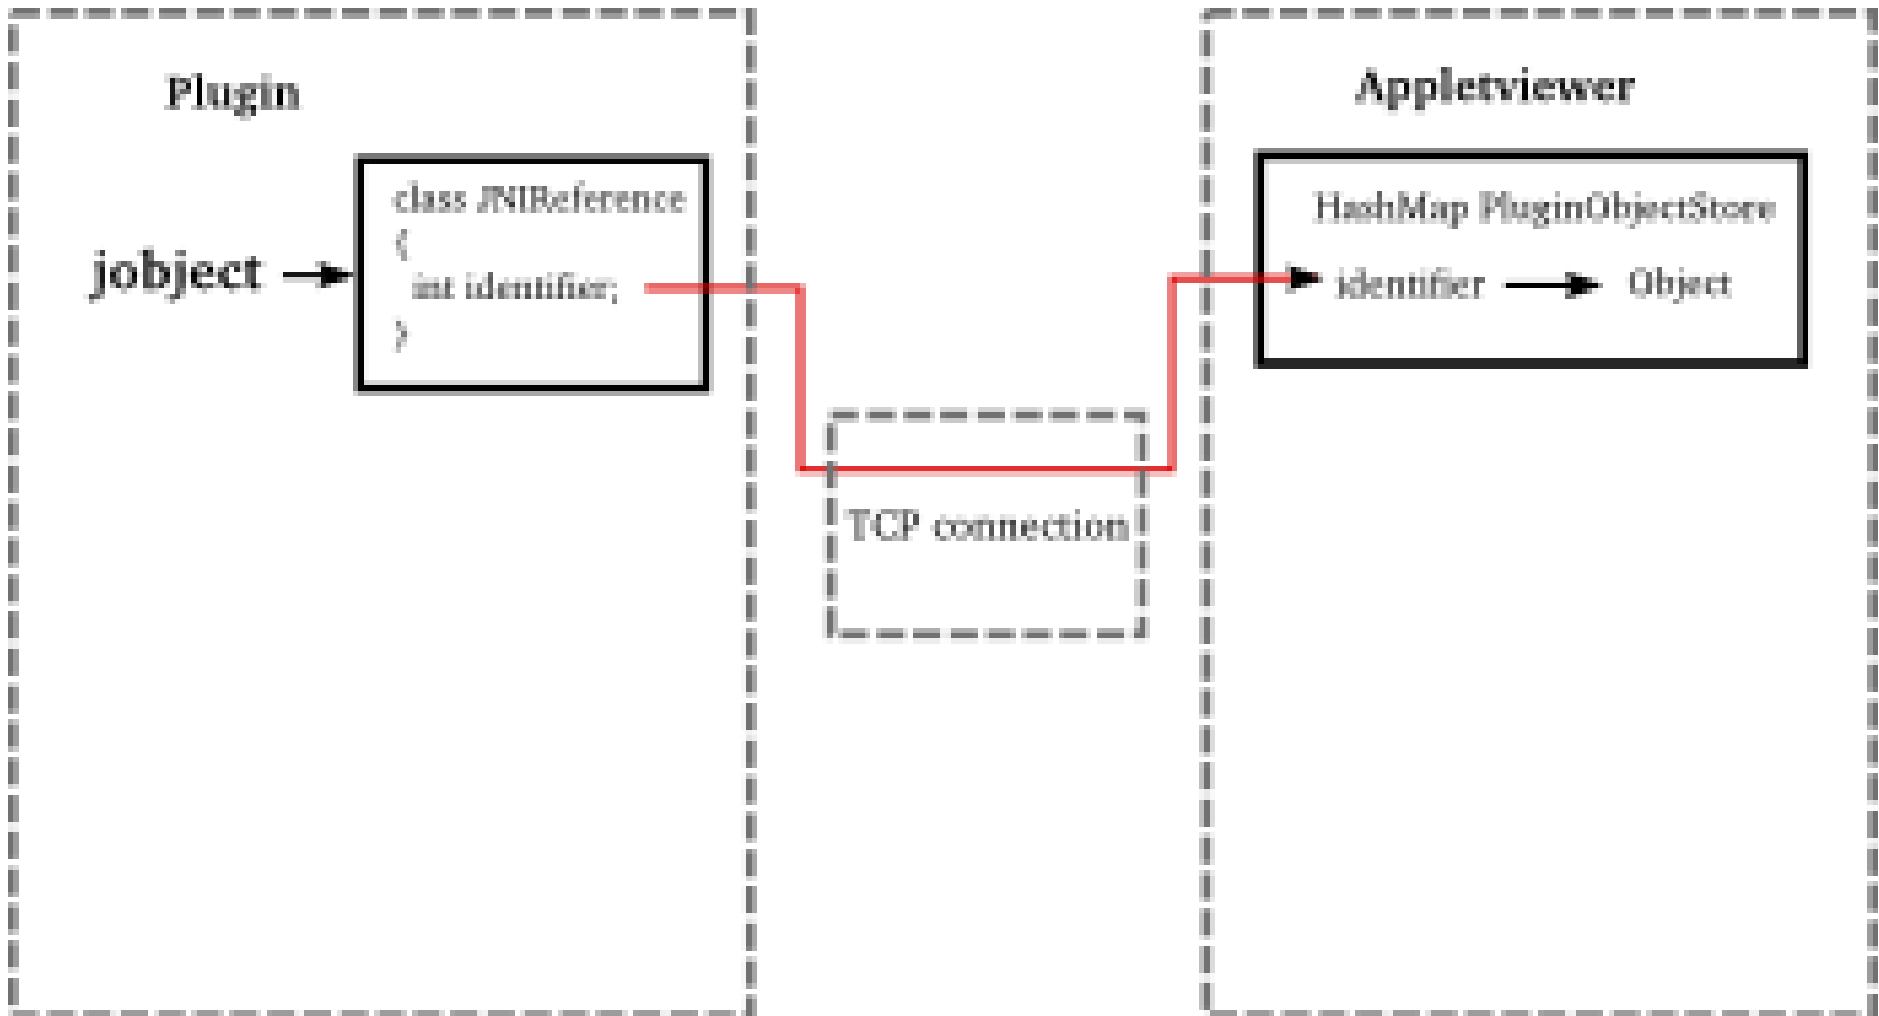 Plugin
jobject
class JNIReference
{
int identifier;
}
TCP connection
Appletviewer
HashMap PluginObjectStore
identifier
Object